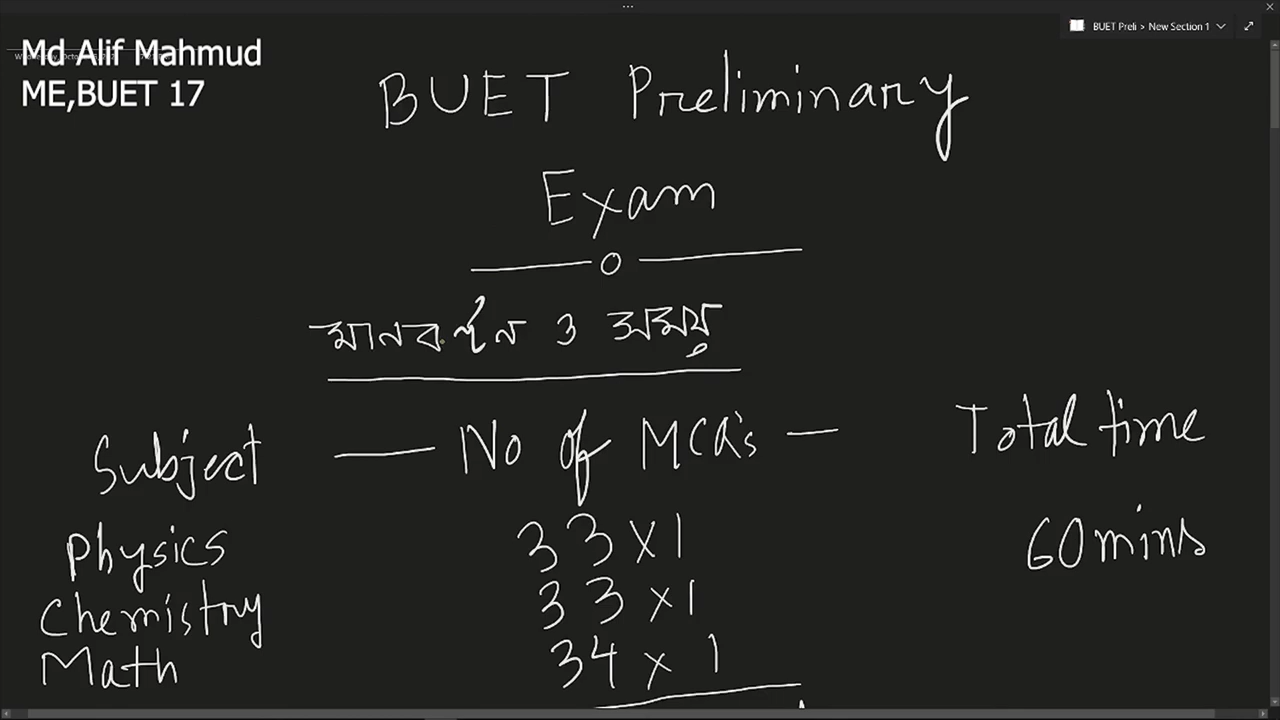 BUET Preli > New Section 1
Md Alif Mahmud
ME,BUET 17
BUET Preliminary
Exam
মানবন্টন ও সময়
Subject — No of MCQ's — Total time
Physics 33 x 1 60 mins
Chemistry 33 x 1
Math 34 x 1